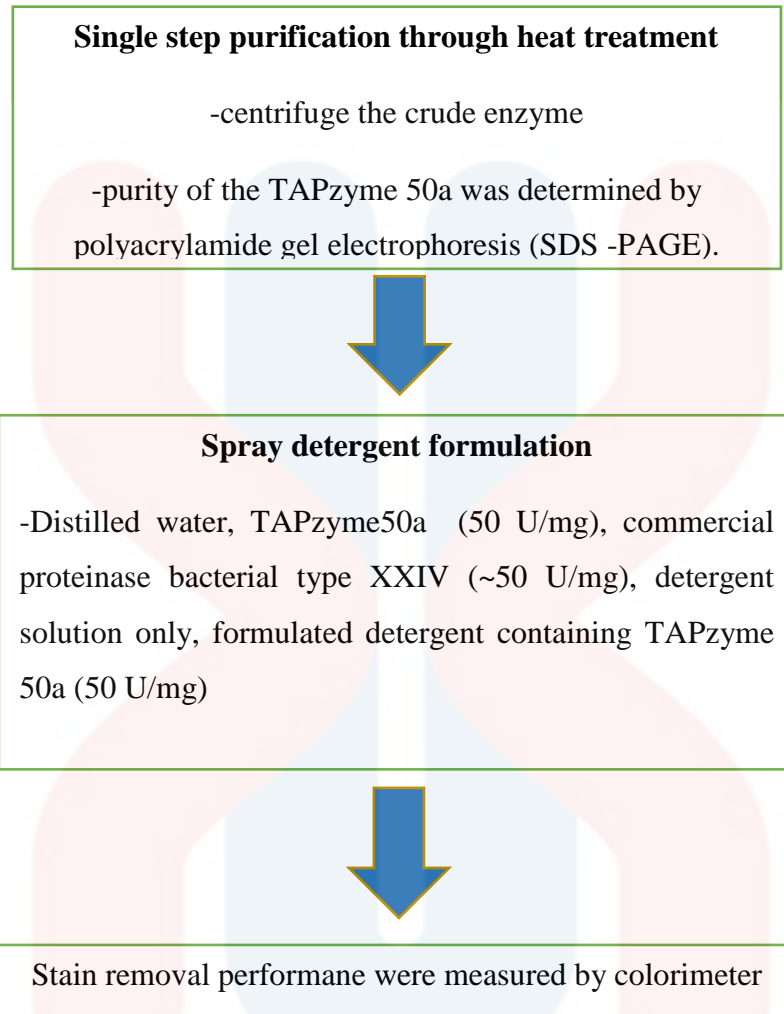 Single step purification through heat treatment
-centrifuge the crude enzyme
-purity of the TAPzyme 50a was determined by
polyacrylamide gel electrophoresis (SDS -PAGE).
Spray detergent formulation
-Distilled water, TAPzyme50a (50 U/mg), commercial
proteinase bacterial type XXIV (~50 U/mg), detergent
solution only, formulated detergent containing TAPzyme
50a (50 U/mg)
Stain removal performane were measured by colorimeter